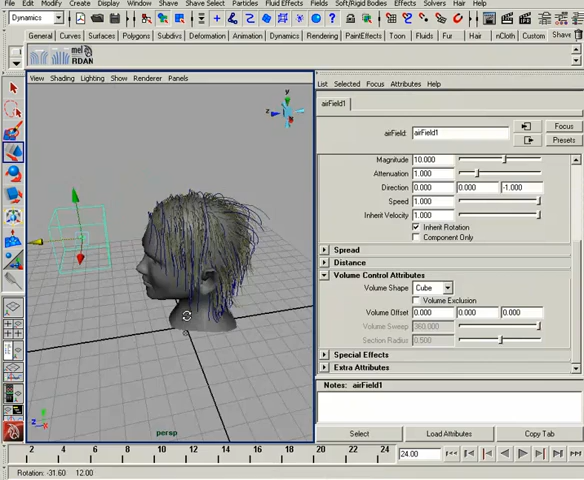 File Edit Modify Create Display Window Assets Shave Shave Select Particles Fluid Effects Fields Soft/Rigid Bodies Effects Solvers Hair Help
Dynamics
General Curves Surfaces Polygons Subdivs Deformation Animation Dynamics Rendering PaintEffects Toon Fluids Fur Hair nCloth Custom Shave
mel
RDAN
View Shading Lighting Show Renderer Panels
List Selected Focus Attributes Help
airField1
airField: airField1
Focus
Presets
Magnitude 10.000
Attenuation 1.000
Direction 0.000 0.000 -1.000
Speed 1.000
Inherit Velocity 1.000
Inherit Rotation
Component Only
Spread
Distance
Volume Control Attributes
Volume Shape Cube
Volume Exclusion
Volume Offset 0.000 0.000 0.000
Volume Sweep 360.000
Section Radius 0.500
Special Effects
Extra Attributes
Notes: airField1
Select Load Attributes Copy Tab
y
z
z
persp
2 4 6 8 10 12 14 16 18 20 22 24
24.00
Rotation: -31.60 12.00